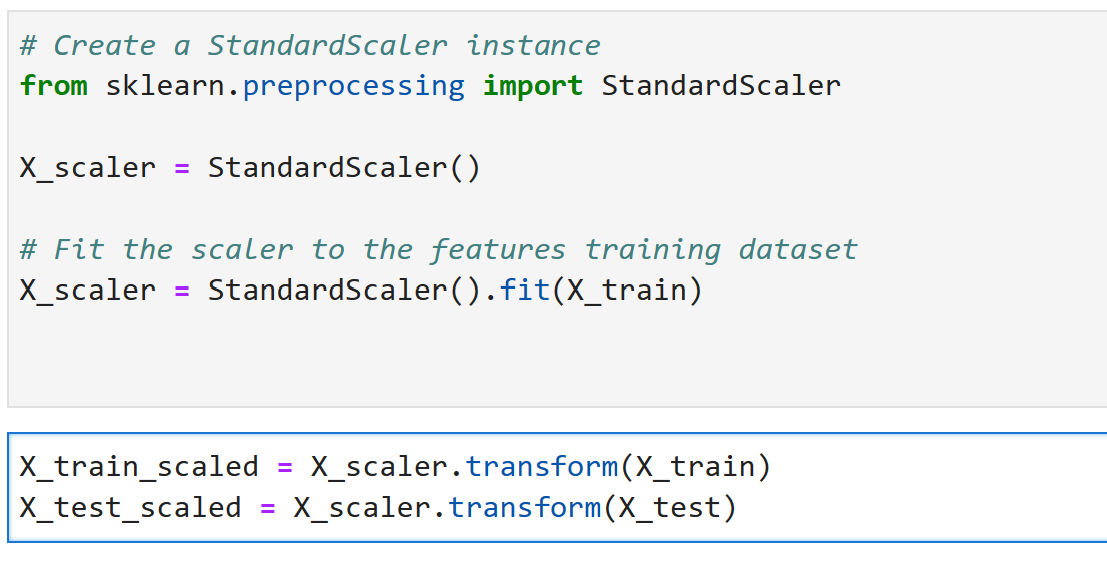 # Create a StandardScaler instance
from sklearn.preprocessing import StandardScaler
X_scaler = StandardScaler()
# Fit the scaler to the features training dataset
X_scaler = StandardScaler().fit(X_train)
X_train_scaled = X_scaler.transform(X_train)
X_test_scaled = X_scaler.transform(X_test)